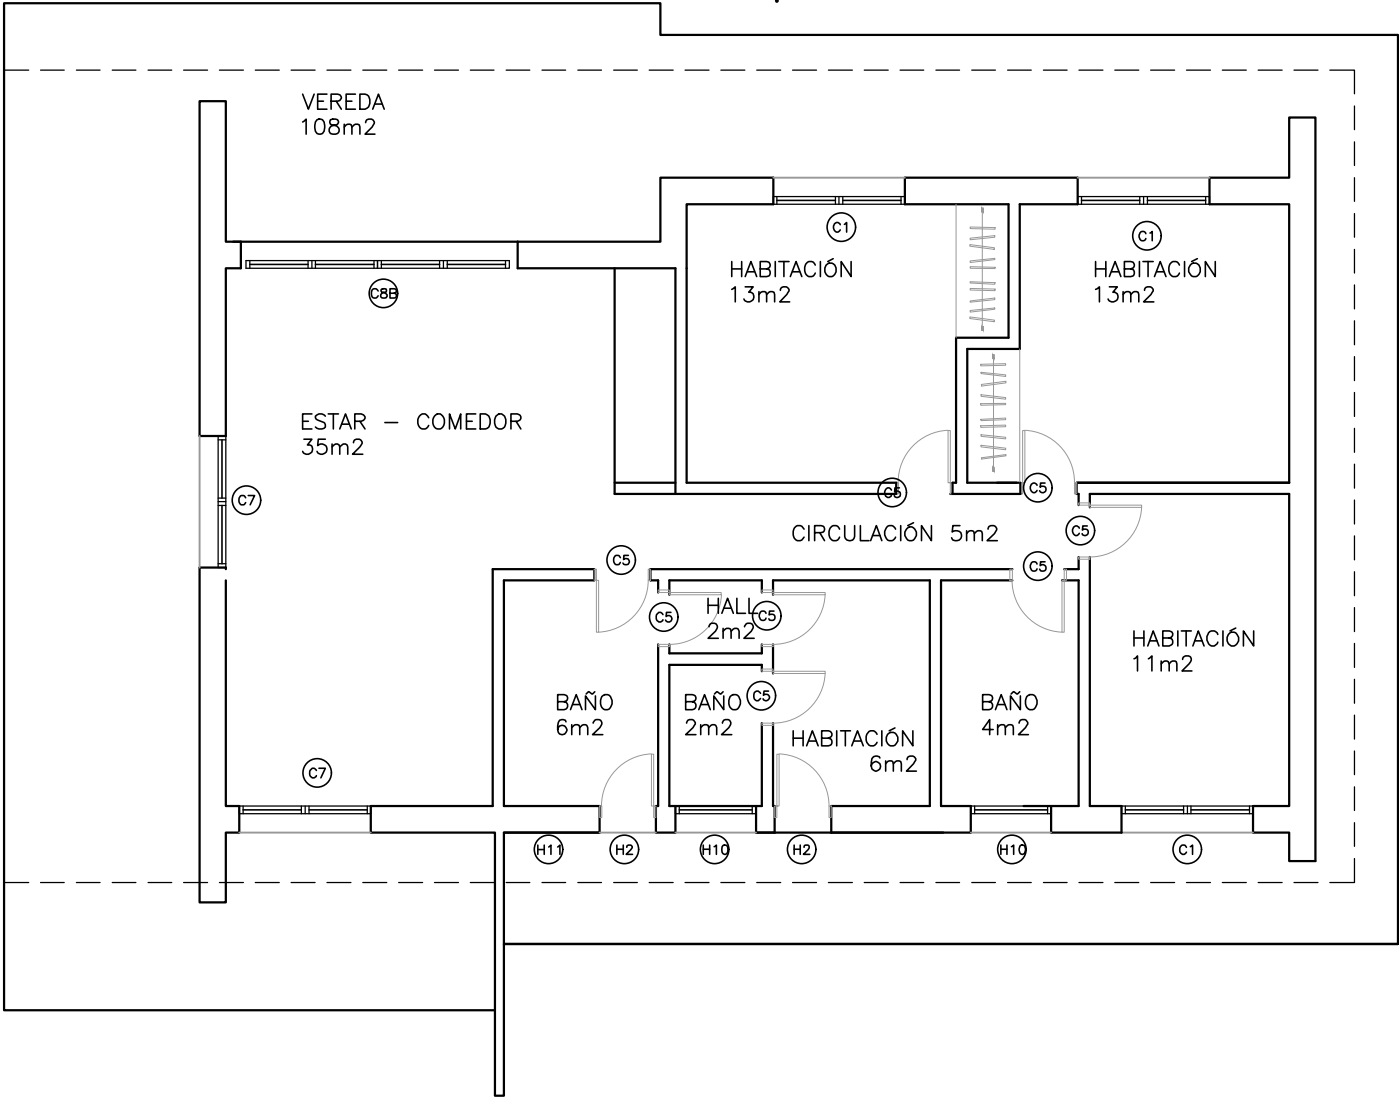 VEREDA
108m2
C1
C1
HABITACIÓN
13m2
HABITACIÓN
13m2
C8B
ESTAR - COMEDOR
35m2
C7
C5
C5
CIRCULACIÓN 5m2
C5
C5
C5
HALL
2m2
C5
C5
HABITACIÓN
11m2
BAÑO
6m2
BAÑO
2m2
C5
BAÑO
4m2
HABITACIÓN
6m2
C7
H11
H2
H10
H2
H10
C1